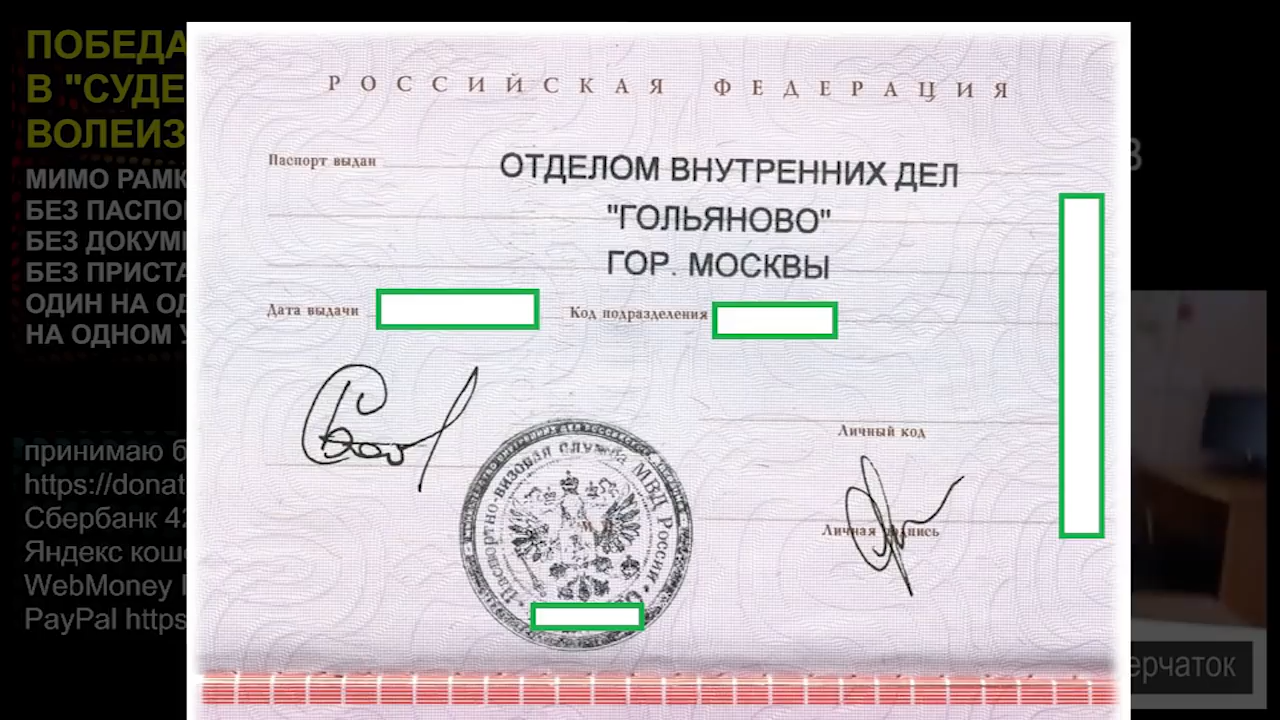 ПОБЕДА
В "СУДЕ
ВОЛЕИЗ
МИМО РАМК
БЕЗ ПАСПО
БЕЗ ДОКУМ
БЕЗ ПРИСТА
ОДИН НА ОД
НА ОДНОМ
принимаю б
https://donat
Сбербанк 42
Яндекс коше
WebMoney
PayPal https
РОССИЙСКАЯ ФЕДЕРАЦИЯ
Паспорт выдан
ОТДЕЛОМ ВНУТРЕННИХ ДЕЛ
"ГОЛЬЯНОВО"
ГОР. МОСКВЫ
Дата выдачи
Код подразделения
Личный код
Паспортно-визовая служба МВД России
М.П.
Личная подпись
ерчаток